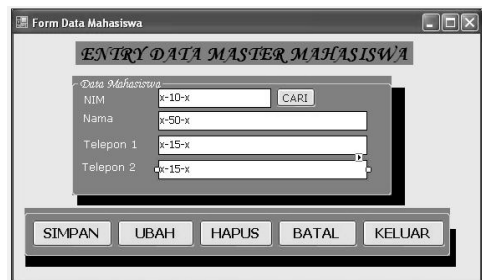 Form Data Mahasiswa
ENTRY DATA MASTER MAHASISWA
Data Mahasiswa
NIM x-10-x CARI
Nama x-50-x
Telepon 1 x-15-x
Telepon 2 x-15-x
SIMPAN UBAH HAPUS BATAL KELUAR